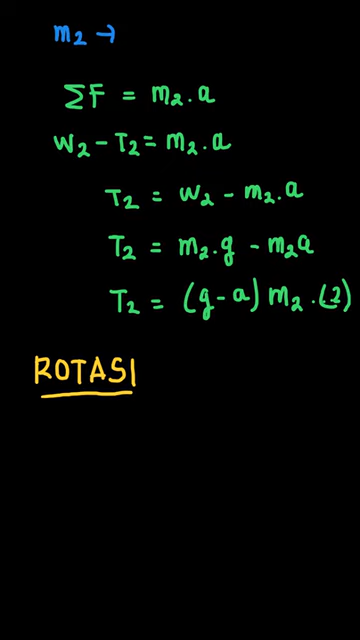 m₂ →
ΣF = m₂.a
W₂ - T₂ = m₂.a
T₂ = W₂ - m₂.a
T₂ = m₂.g - m₂a
T₂ = (g - a) m₂ .(2)
ROTASI